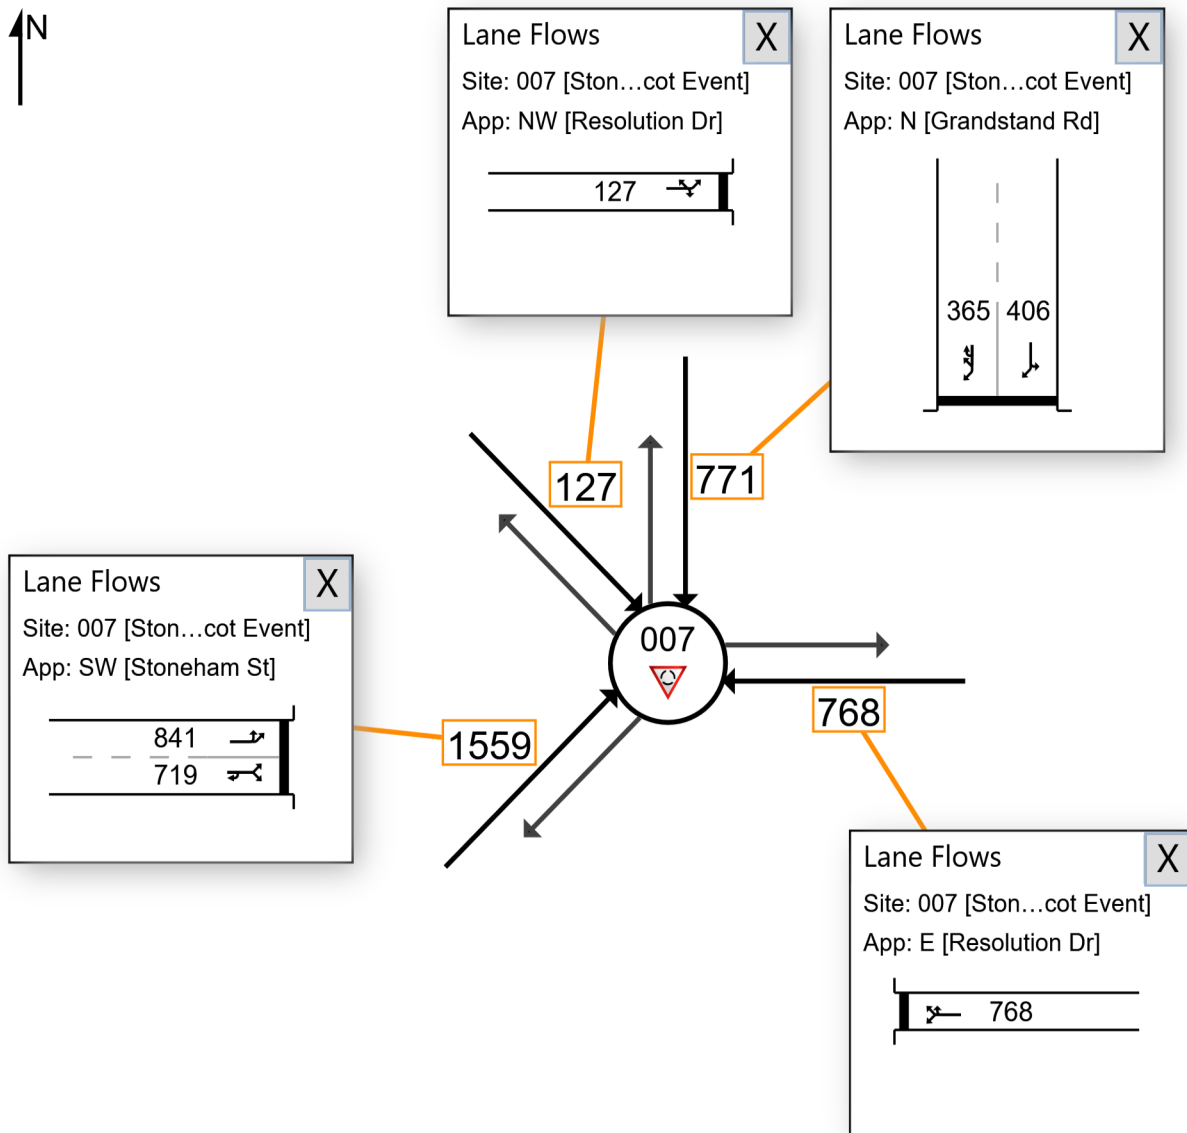 N
Lane Flows
X
Site: 007 [Ston...cot Event]
App: NW [Resolution Dr]
127
Lane Flows
X
Site: 007 [Ston...cot Event]
App: N [Grandstand Rd]
365 406
127
771
Lane Flows
X
Site: 007 [Ston...cot Event]
App: SW [Stoneham St]
841
719
1559
007
768
Lane Flows
X
Site: 007 [Ston...cot Event]
App: E [Resolution Dr]
768